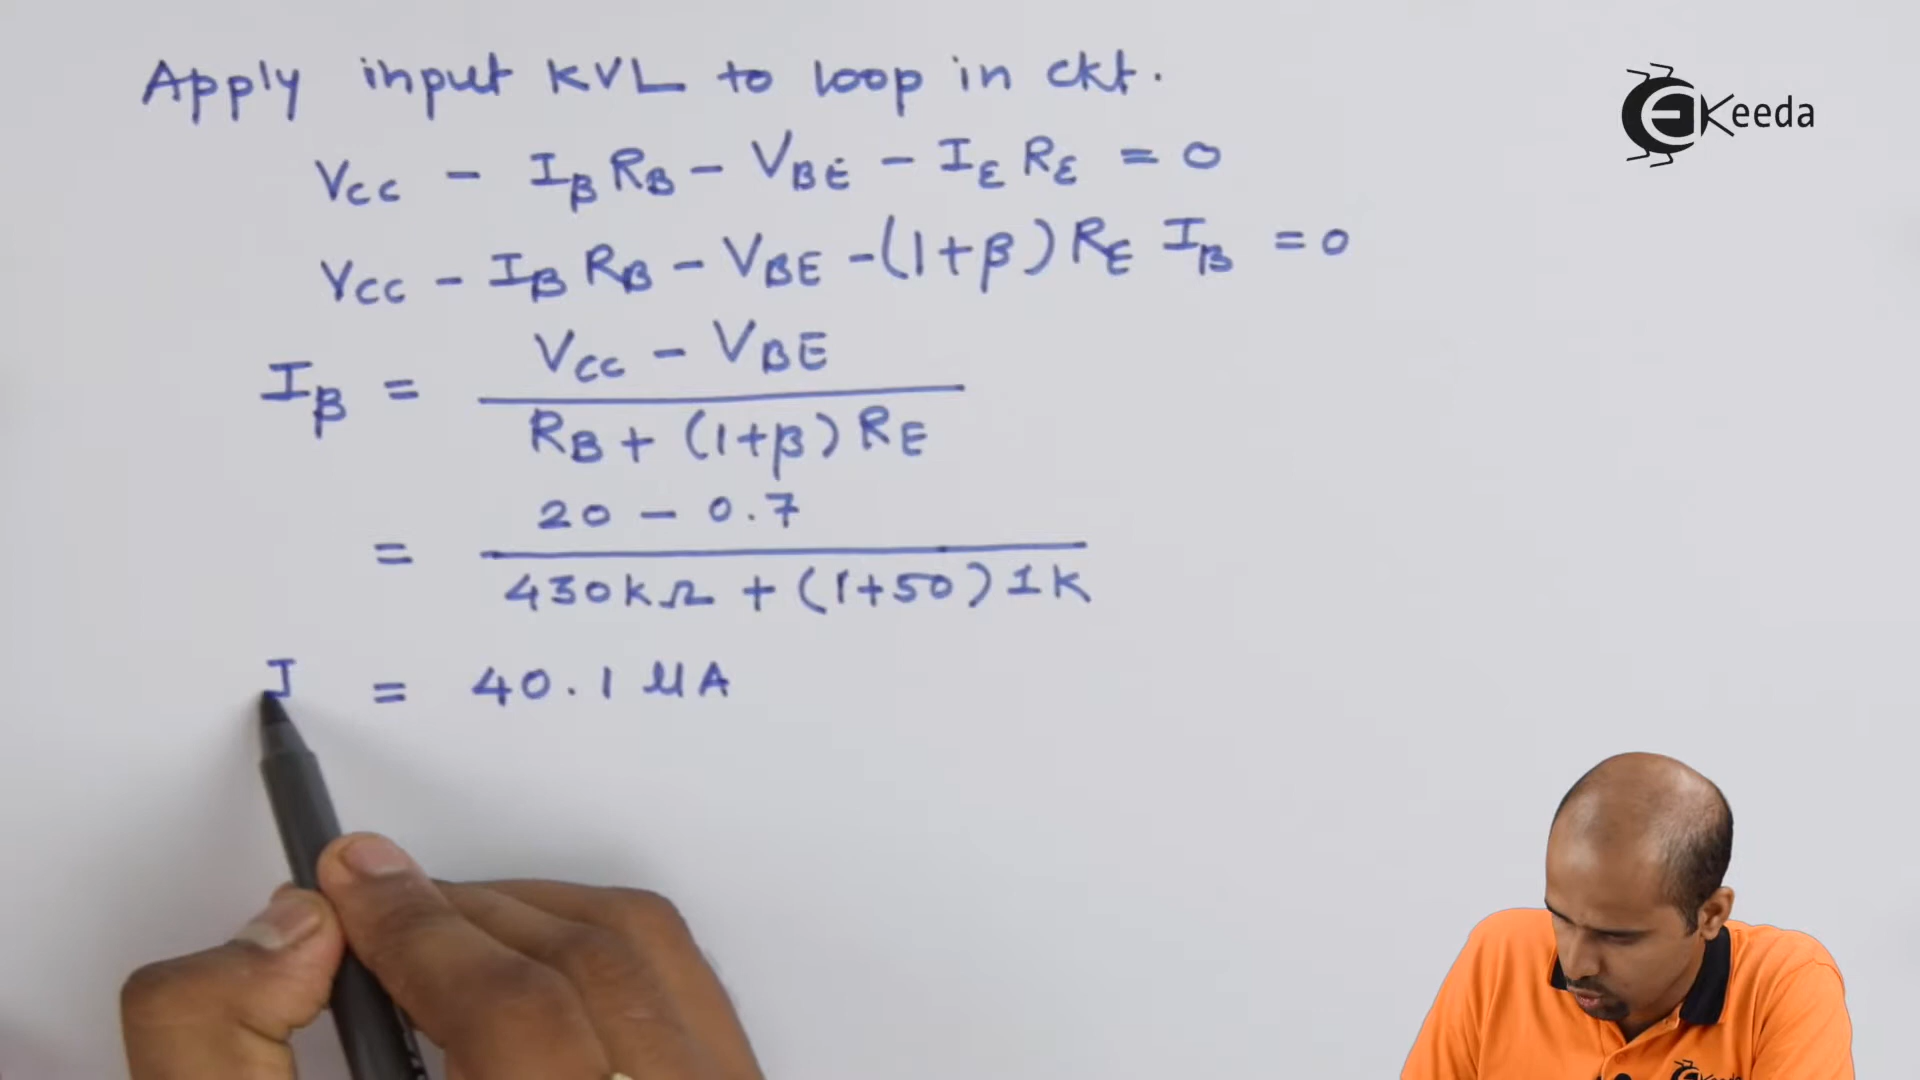 Apply input KVL to loop in ckt.
VCC - IB RB - VBE - IE RE = 0
VCC - IB RB - VBE - (1+β) RE IB = 0
IB = VCC - VBE / RB + (1+β) RE
= 20 - 0.7 / 430kΩ + (1+50) 1K
I = 40.1 μA
EKeeda
Keeda